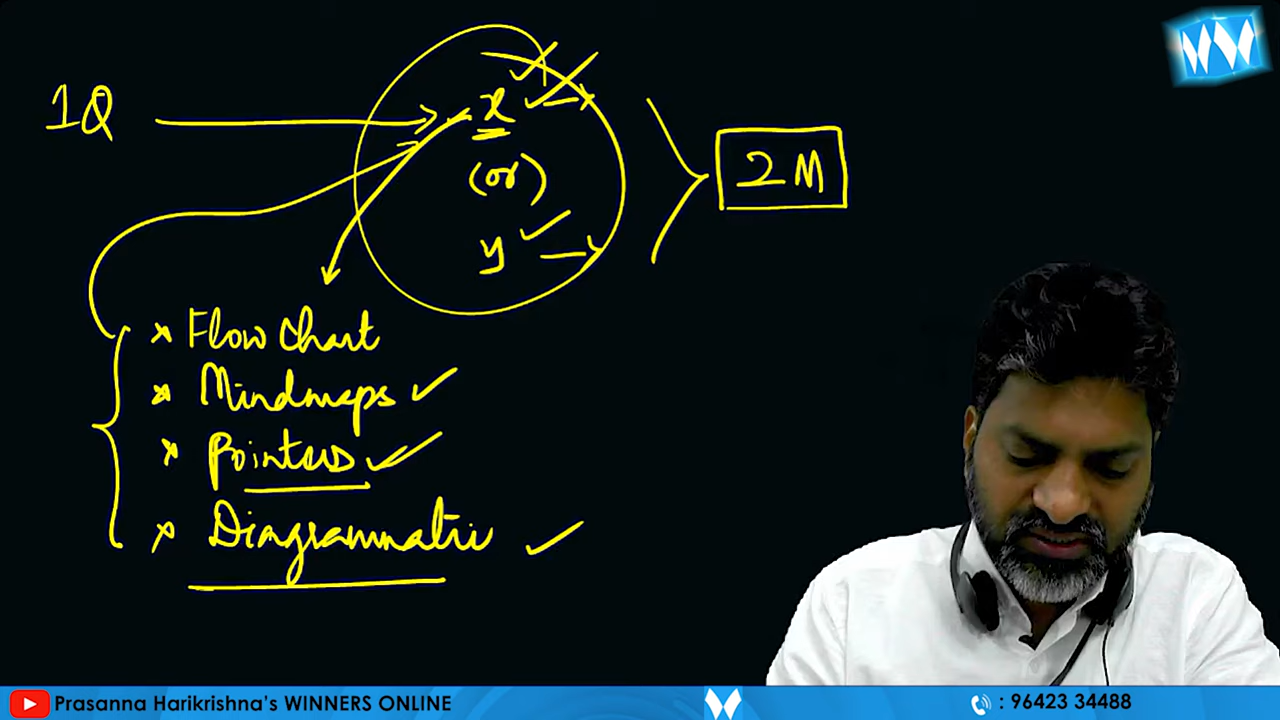 1Q
x
(or)
y
2M
* Flow chart
* Mindmaps ✓
* Pointers ✓
* Diagrammatic ✓
Prasanna Harikrishna's WINNERS ONLINE
: 96423 34488